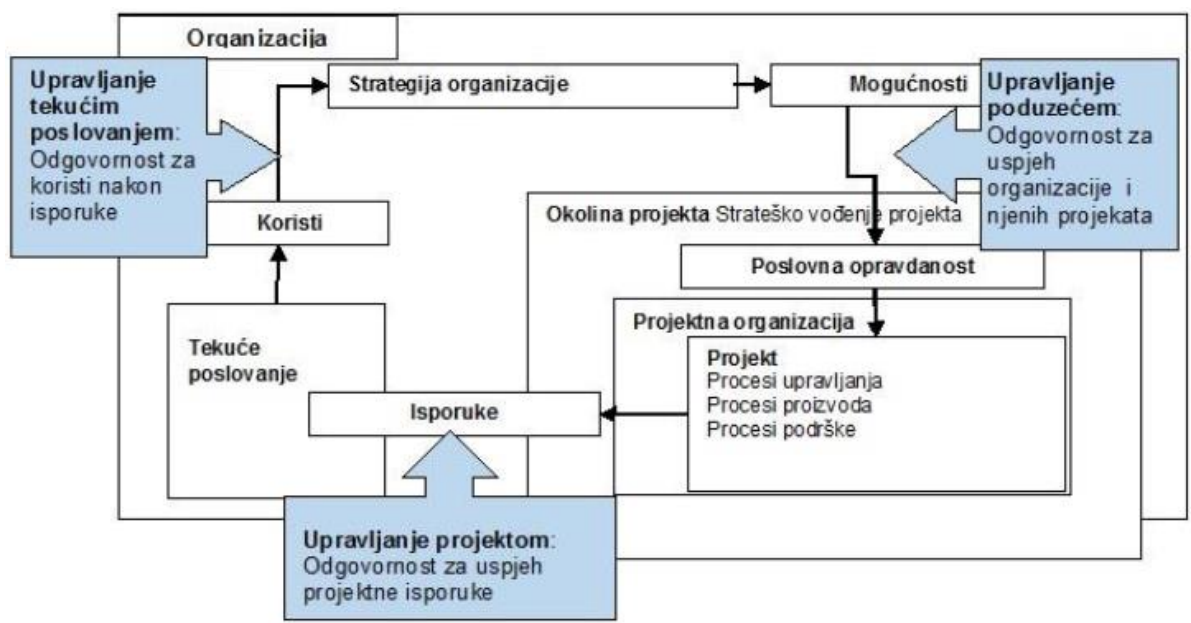 Organizacija
Upravljanje
tekućim
poslovanjem:
Odgovornost za
koristi nakon
isporuke
Strategija organizacije
Mogućnosti
Upravljanje
poduzećem:
Odgovornost za
uspjeh
organizacije i
njenih projekata
Koristi
Okolina projekta Strateško vođenje projekta
Poslovna opravdanost
Projektna organizacija
Tekuće
poslovanje
Projekt
Procesi upravljanja
Procesi proizvoda
Procesi podrške
Isporuke
Upravljanje projektom:
Odgovornost za uspjeh
projektne isporuke